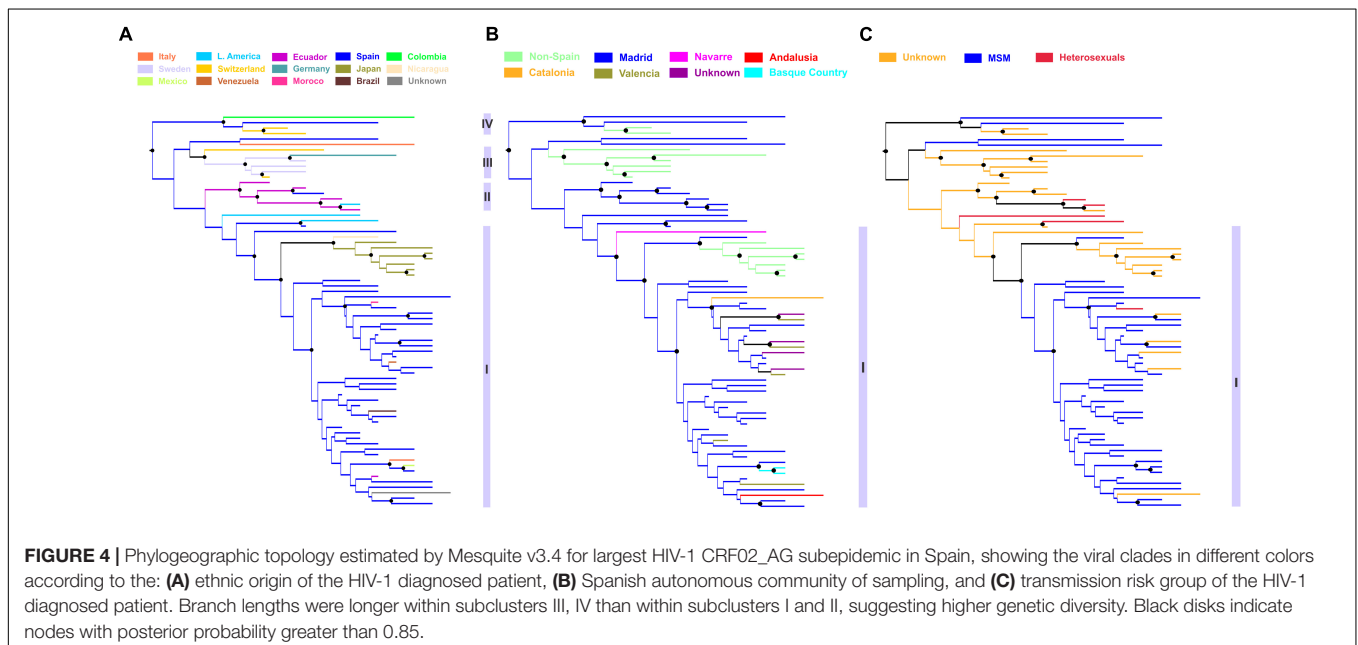 A
B
C
Italy L. America Ecuador Spain Colombia
Sweden Switzerland Germany Japan Nicaragua
Mexico Venezuela Moroco Brazil Unknown
Non-Spain Madrid Navarre Andalusia
Catalonia Valencia Unknown Basque Country
Unknown MSM Heterosexuals
IV
III
II
I
I
I
FIGURE 4 | Phylogeographic topology estimated by Mesquite v3.4 for largest HIV-1 CRF02_AG subepidemic in Spain, showing the viral clades in different colors
according to the: (A) ethnic origin of the HIV-1 diagnosed patient, (B) Spanish autonomous community of sampling, and (C) transmission risk group of the HIV-1
diagnosed patient. Branch lengths were longer within subclusters III, IV than within subclusters I and II, suggesting higher genetic diversity. Black disks indicate
nodes with posterior probability greater than 0.85.